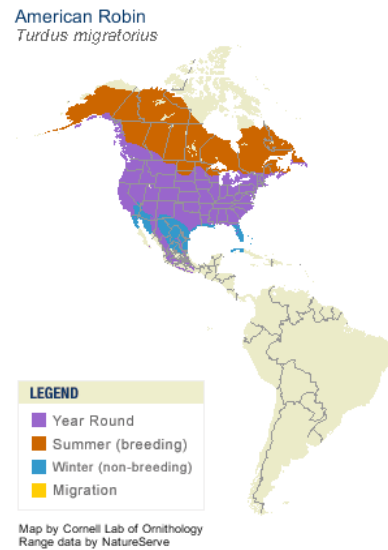 American Robin
Turdus migratorius
LEGEND
Year Round
Summer (breeding)
Winter (non-breeding)
Migration
Map by Cornell Lab of Ornithology
Range data by NatureServe